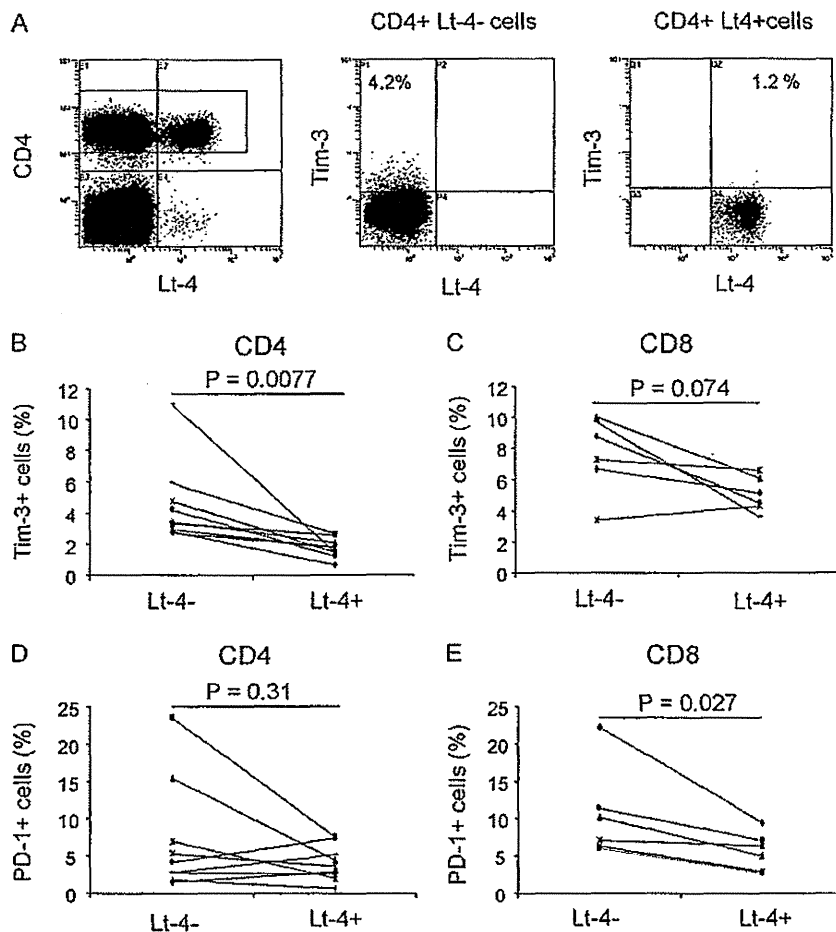 A
CD4+ Lt-4- cells
CD4+ Lt4+cells
4.2%
1.2 %
CD4
Tim-3
Tim-3
Lt-4
Lt-4
Lt-4
B
CD4
P = 0.0077
Tim-3+ cells (%)
12
10
8
6
4
2
0
Lt-4-
Lt-4+
C
CD8
P = 0.074
Tim-3+ cells (%)
12
10
8
6
4
2
0
Lt-4-
Lt-4+
D
CD4
P = 0.31
PD-1+ cells (%)
25
20
15
10
5
0
Lt-4-
Lt-4+
E
CD8
P = 0.027
PD-1+ cells (%)
25
20
15
10
5
0
Lt-4-
Lt-4+